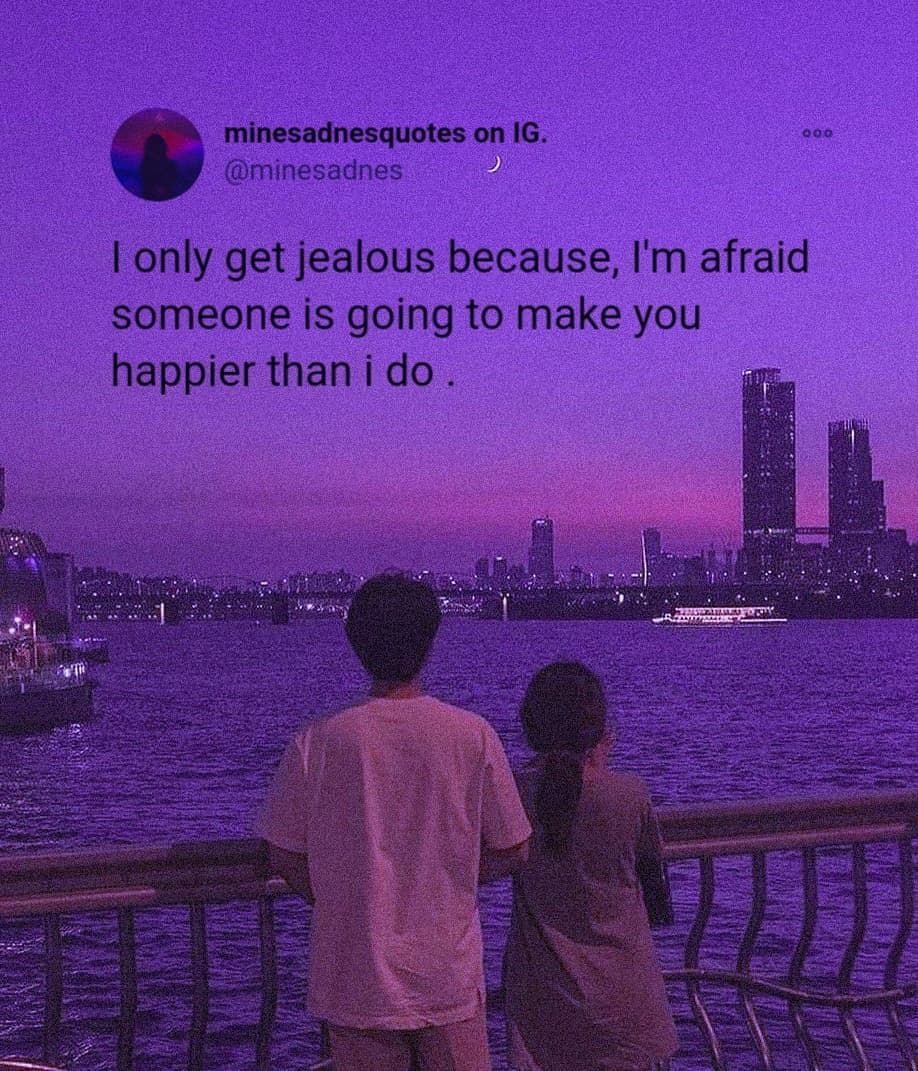 minesadnesquotes on IG.
@minesadnes
I only get jealous because, I'm afraid
someone is going to make you
happier than i do .